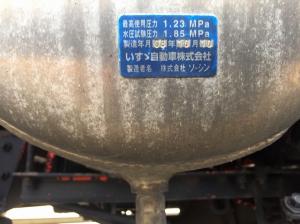 最高使用圧力 1.23 MPa
水圧試験圧力 1.85 MPa
製造年月 年 月
いすゞ自動車株式会社
製造者名 株式会社 ソーシン